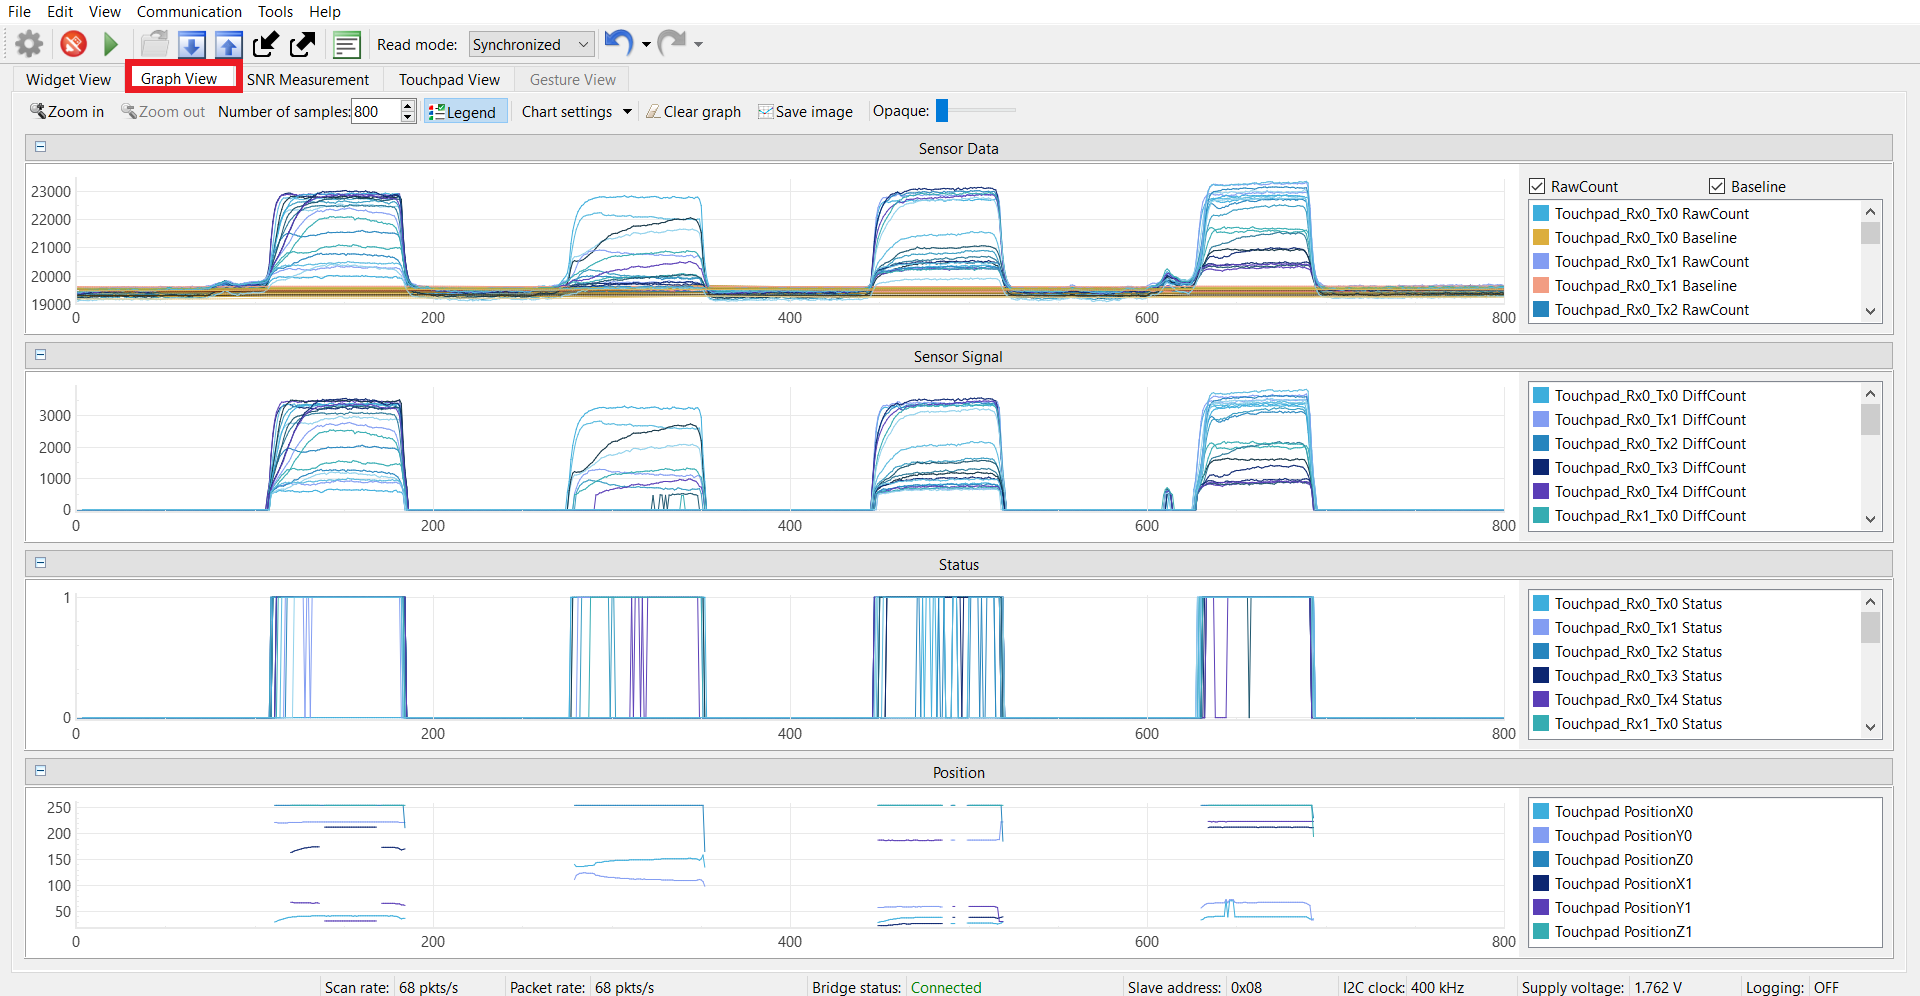 File Edit View Communication Tools Help
Read mode: Synchronized
Widget View Graph View SNR Measurement Touchpad View Gesture View
Zoom in Zoom out Number of samples: 800 Legend Chart settings Clear graph Save image Opaque:
Sensor Data
23000
22000
21000
20000
19000
0 200 400 600 800
RawCount Baseline
Touchpad_Rx0_Tx0 RawCount
Touchpad_Rx0_Tx0 Baseline
Touchpad_Rx0_Tx1 RawCount
Touchpad_Rx0_Tx1 Baseline
Touchpad_Rx0_Tx2 RawCount
Sensor Signal
3000
2000
1000
0
0 200 400 600 800
Touchpad_Rx0_Tx0 DiffCount
Touchpad_Rx0_Tx1 DiffCount
Touchpad_Rx0_Tx2 DiffCount
Touchpad_Rx0_Tx3 DiffCount
Touchpad_Rx0_Tx4 DiffCount
Touchpad_Rx1_Tx0 DiffCount
Status
1
0
0 200 400 600 800
Touchpad_Rx0_Tx0 Status
Touchpad_Rx0_Tx1 Status
Touchpad_Rx0_Tx2 Status
Touchpad_Rx0_Tx3 Status
Touchpad_Rx0_Tx4 Status
Touchpad_Rx1_Tx0 Status
Position
250
200
150
100
50
0 200 400 600 800
Touchpad PositionX0
Touchpad PositionY0
Touchpad PositionZ0
Touchpad PositionX1
Touchpad PositionY1
Touchpad PositionZ1
Scan rate: 68 pkts/s Packet rate: 68 pkts/s Bridge status: Connected Slave address: 0x08 I2C clock: 400 kHz Supply voltage: 1.762 V Logging: OFF